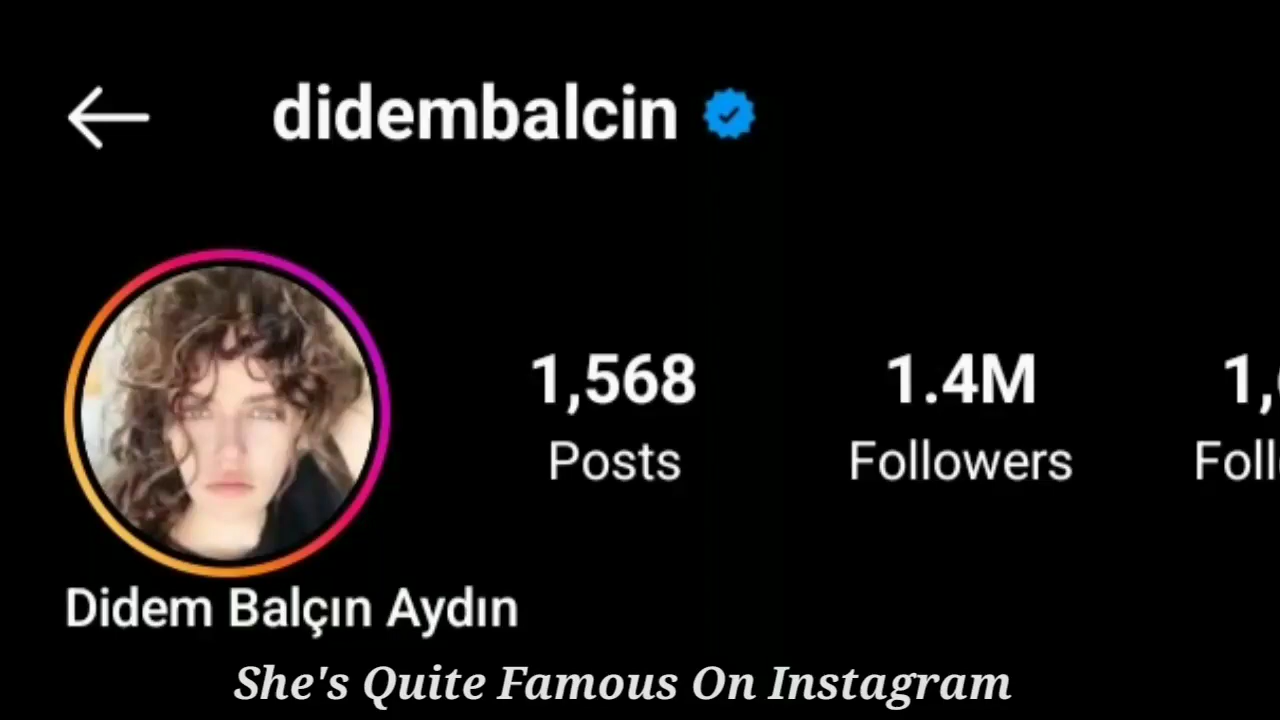 didembalcin
1,568 1.4M
Posts Followers
Didem Balçın Aydın
She's Quite Famous On Instagram